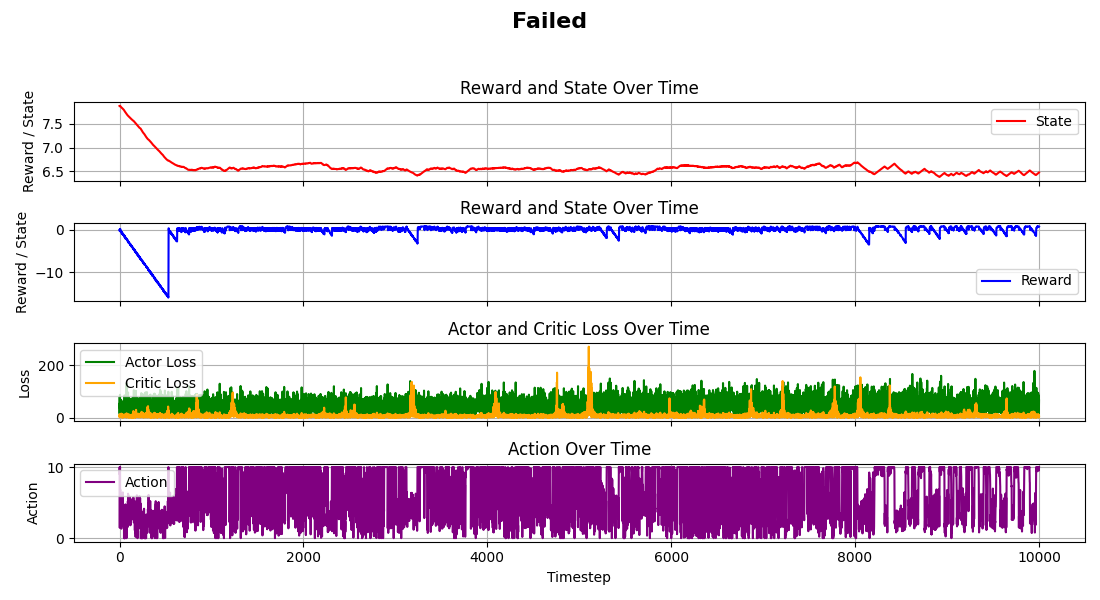 Failed
Reward and State Over Time
Reward / State
7.5
7.0
6.5
State
Reward and State Over Time
Reward / State
0
−10
Reward
Actor and Critic Loss Over Time
Loss
200
0
Actor Loss
Critic Loss
Action Over Time
Action
10
0
Action
0 2000 4000 6000 8000 10000
Timestep